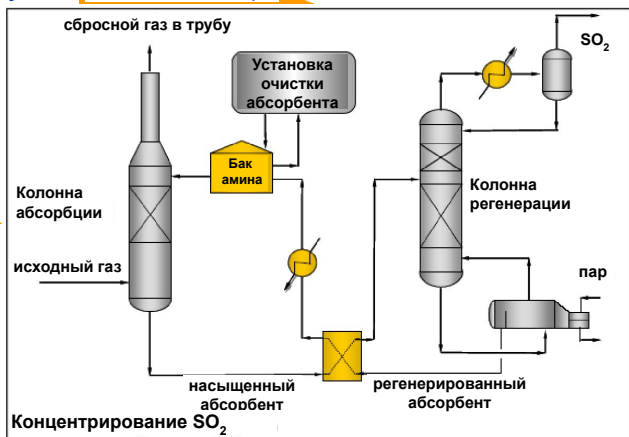 сбросной газ в трубу
SO2
Установка
очистки
абсорбента
Бак
амина
Колонна
абсорбции
Колонна
регенерации
исходный газ
пар
насыщенный
абсорбент
регенерированный
абсорбент
Концентрирование SO2